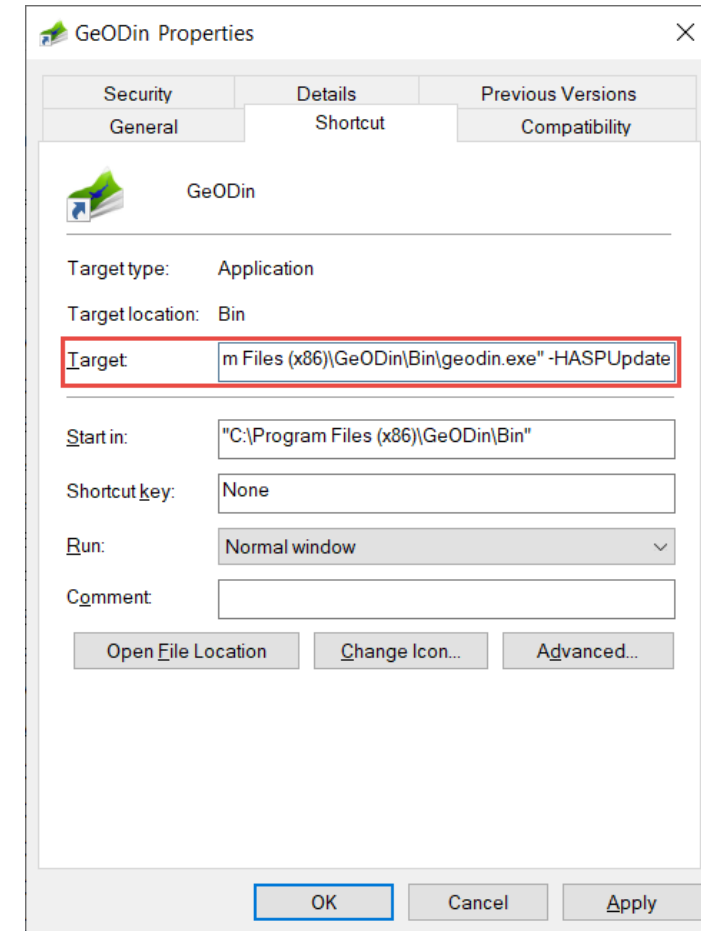 GeODin Properties
Security Details Previous Versions
General Shortcut Compatibility
GeODin
Target type: Application
Target location: Bin
Target: m Files (x86)\GeODin\Bin\geodin.exe" -HASPUpdate
Start in: "C:\Program Files (x86)\GeODin\Bin"
Shortcut key: None
Run: Normal window
Comment:
Open File Location Change Icon... Advanced...
OK Cancel Apply